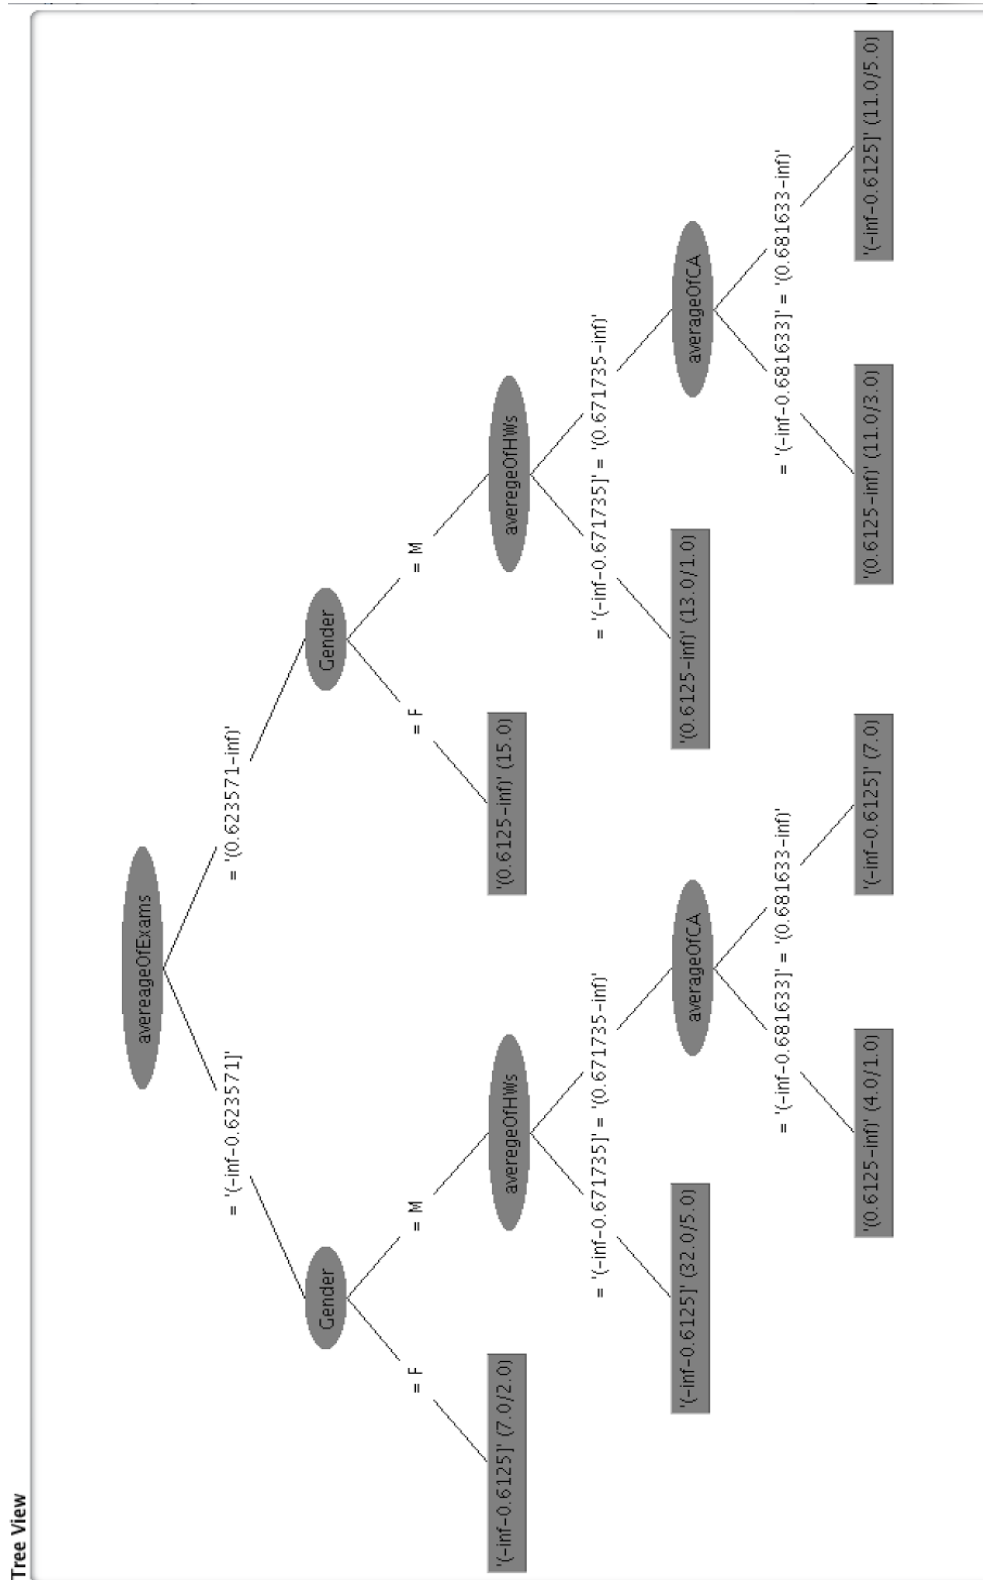 Tree View
avereageOfExams
= '(-inf-0.623571]'
= '(0.623571-inf)'
Gender
Gender
= F
= M
= F
= M
'(-inf-0.6125]' (7.0/2.0)
averegeOfHWs
'(0.6125-inf)' (15.0)
averegeOfHWs
= '(-inf-0.671735]' = '(0.671735-inf)'
= '(-inf-0.671735]' = '(0.671735-inf)'
'(-inf-0.6125]' (32.0/5.0)
averageOfCA
'(0.6125-inf)' (13.0/1.0)
averageOfCA
= '(-inf-0.681633]' = '(0.681633-inf)'
= '(-inf-0.681633]' = '(0.681633-inf)'
'(0.6125-inf)' (4.0/1.0)
'(-inf-0.6125]' (7.0)
'(0.6125-inf)' (11.0/3.0)
'(-inf-0.6125]' (11.0/5.0)